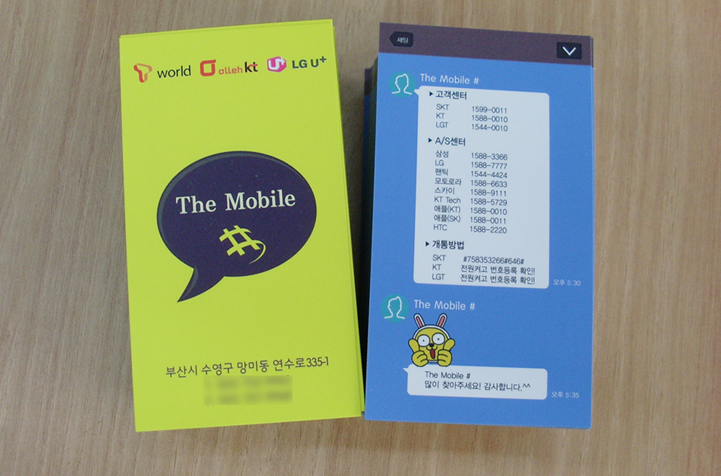 T world olleh kt U+ LG U+
The Mobile
#
부산시 수영구 망미동 연수로335-1
세팅
The Mobile #
▶ 고객센터
SKT 1599-0011
KT 1588-0010
LGT 1544-0010
▶ A/S센터
삼성 1588-3366
LG 1588-7777
팬틱 1544-4424
모토로라 1588-6633
스카이 1588-9111
KT Tech 1588-5729
애플(KT) 1588-0010
애플(SK) 1588-0011
HTC 1588-2220
▶ 개통방법
SKT #758353266#646#
KT 전원켜고 번호등록 확인!
LGT 전원켜고 번호등록 확인!
오후 5:30
The Mobile #
The Mobile #
많이 찾아주세요! 감사합니다.^^
오후 5:35